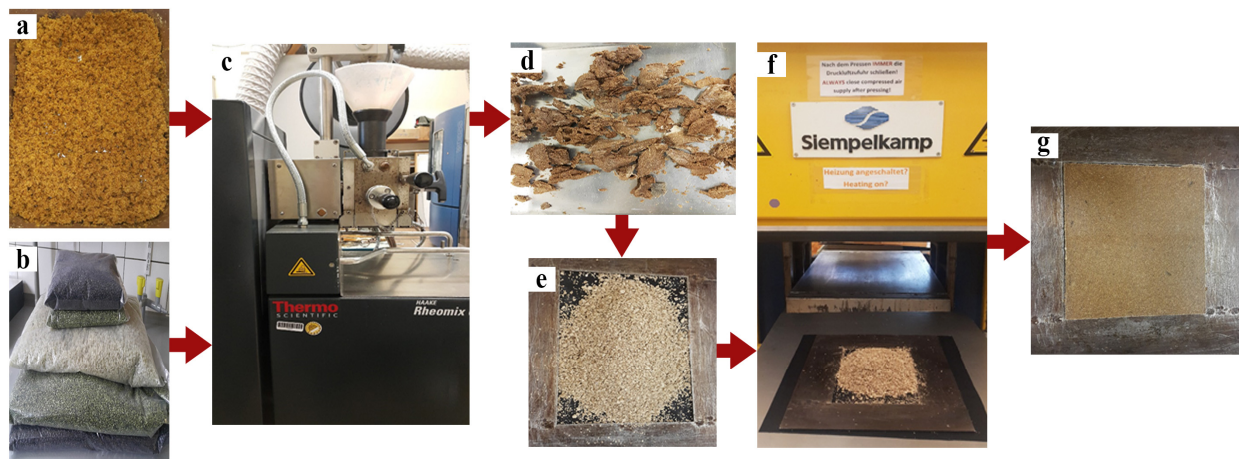 a
b
c
Thermo
SCIENTIFIC
HAAKE
Rheomix
d
e
f
Nach dem Pressen IMMER die
Druckluftzufuhr schließen!
ALWAYS close compressed air
supply after pressing!
Siempelkamp
Heizung angeschaltet?
Heating on?
g